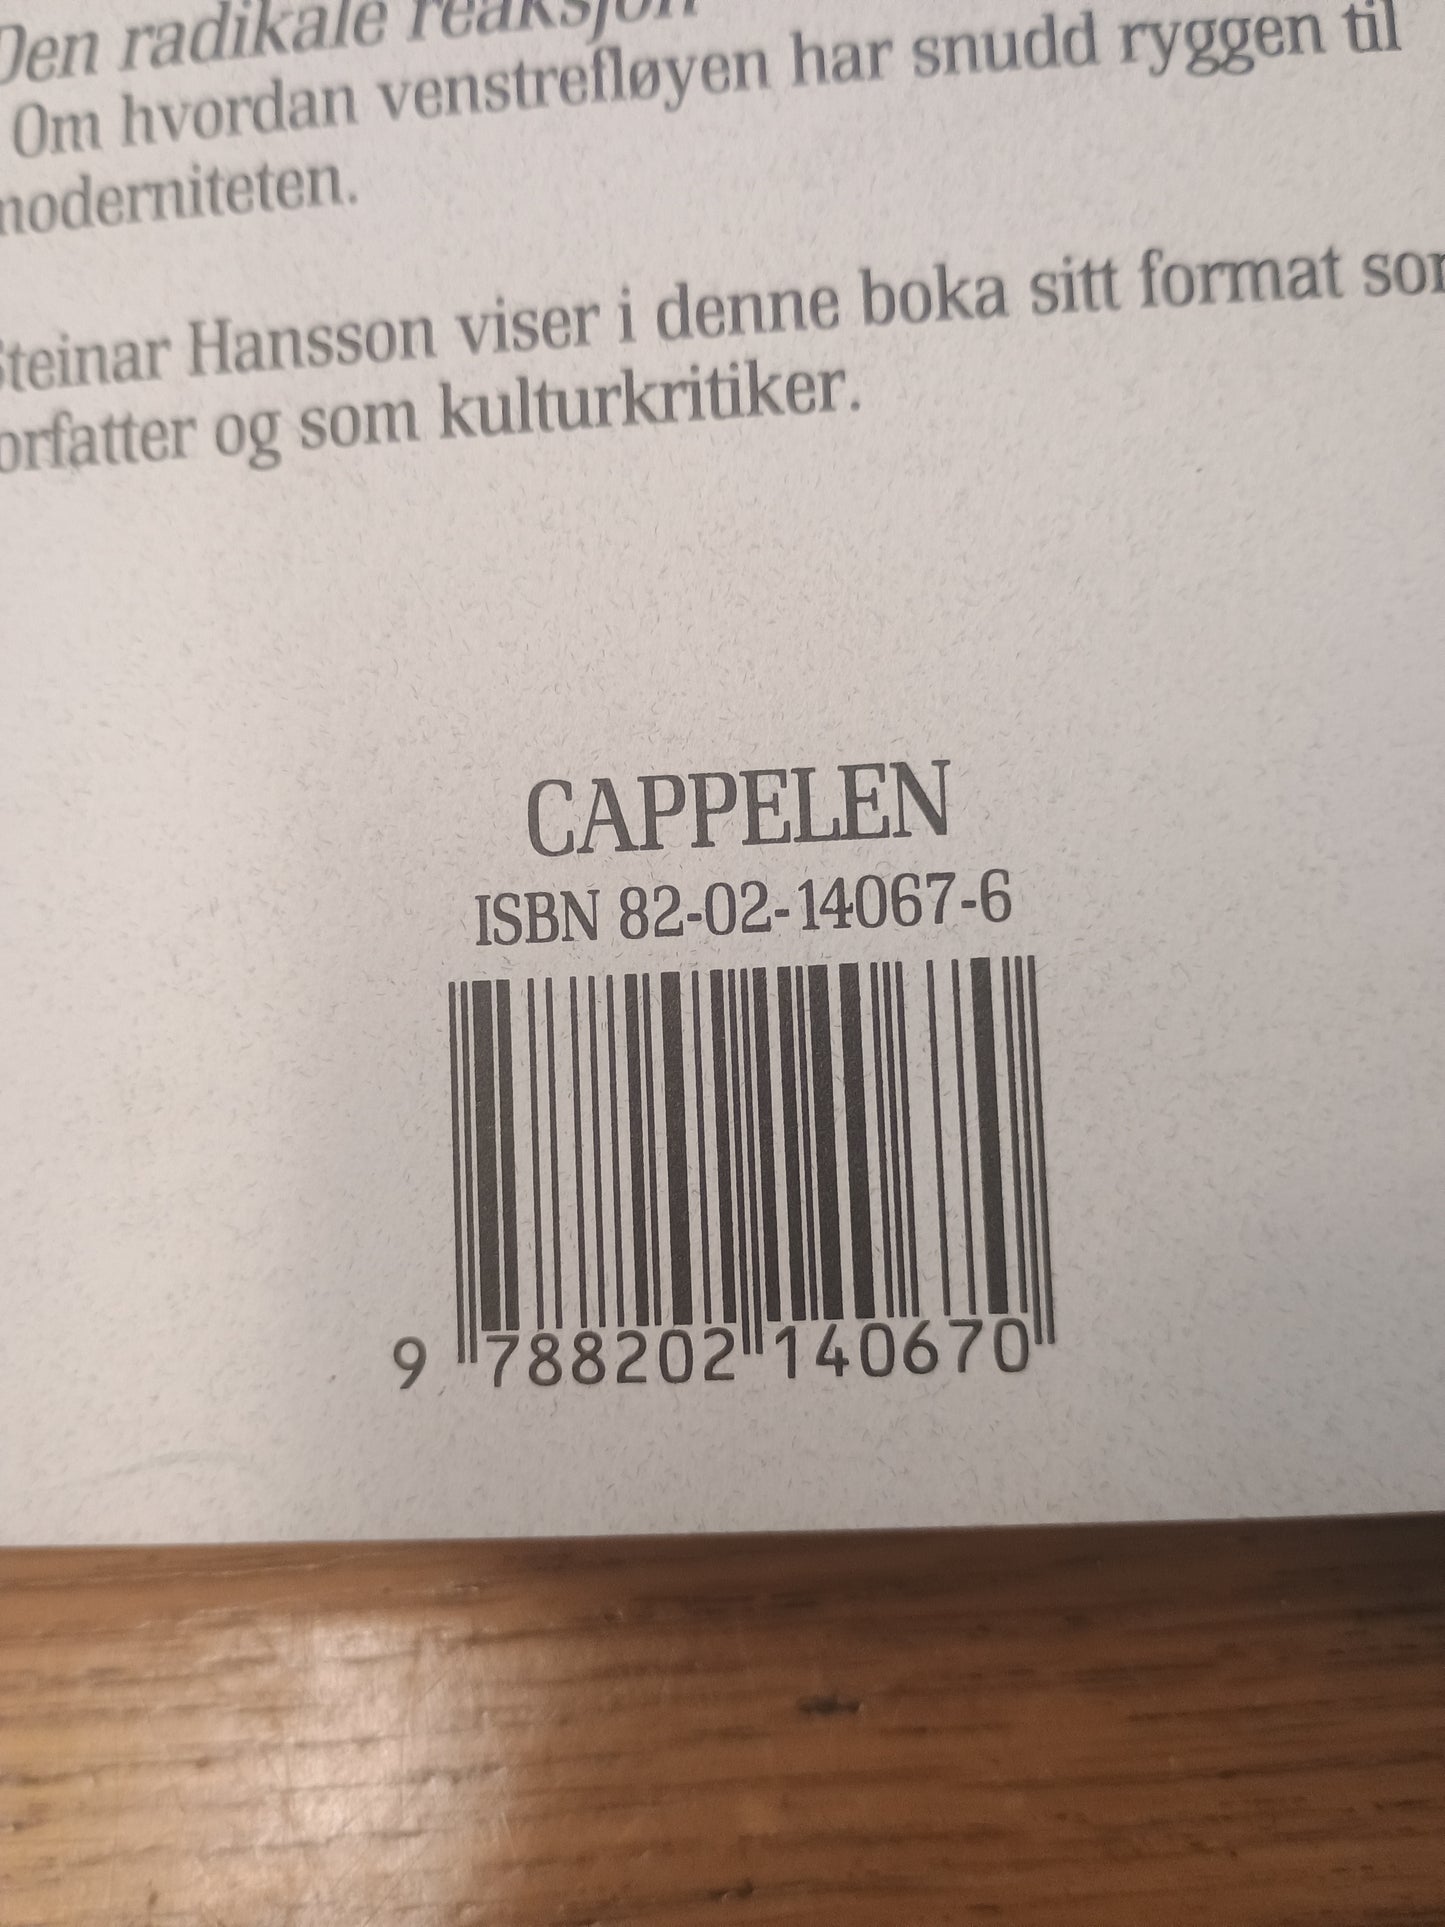 Den radikale reaksjon
Om hvordan venstrefløyen har snudd ryggen til
moderniteten.
Steinar Hansson viser i denne boka sitt format som
forfatter og som kulturkritiker.
CAPPELEN
ISBN 82-02-14067-6
9 788202 140670